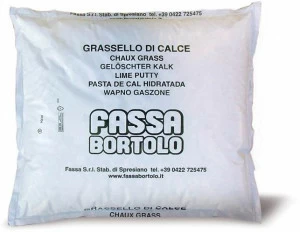 Fassa S.r.l. Stab. di Spresiano tel. +39 0422 725475
GRASSELLO DI CALCE
CHAUX GRASS
GELÖSCHTER KALK
LIME PUTTY
PASTA DE CAL HIDRATADA
WAPNO GASZONE
FASSA
BORTOLO
Fassa S.r.l. Stab. di Spresiano tel. +39 0422 725475
www.fassabortolo.it
GRASSELLO DI CALCE
CHAUX GRASS